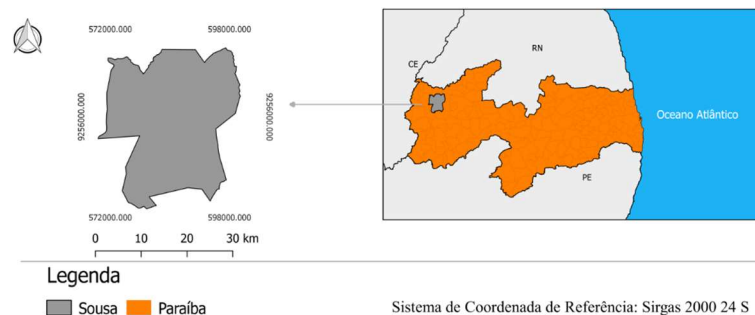 572000.000
598000.000
9256000.000
9256000.000
572000.000
598000.000
0 10 20 30 km
CE
RN
PE
Oceano Atlântico
Legenda
Sousa
Paraíba
Sistema de Coordenada de Referência: Sirgas 2000 24 S